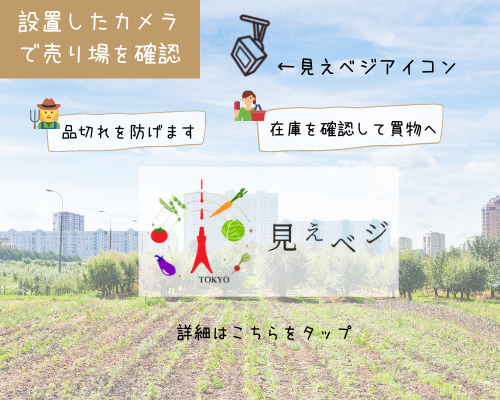 設置したカメラ
で売り場を確認
←見えベジアイコン
品切れを防げます
在庫を確認して買物へ
見えベジ
TOKYO
詳細はこちらをタップ